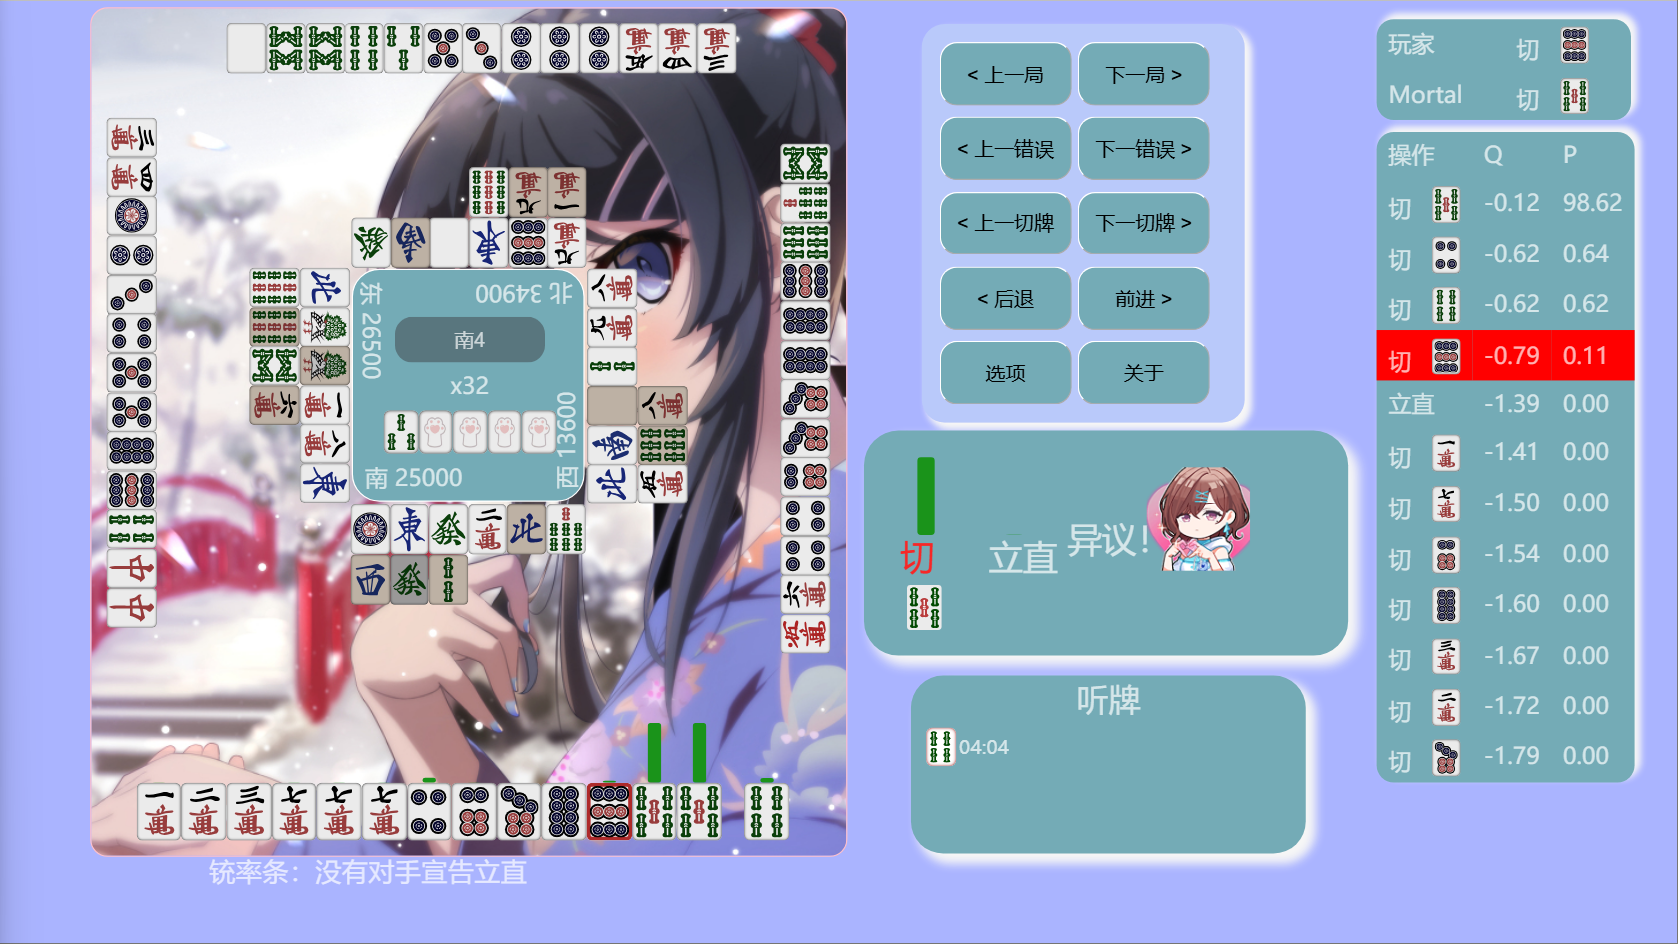 东 26500
北 34900
南4
x32
西 13600
南 25000
铳率条：没有对手宣告立直
< 上一局
下一局 >
< 上一错误
下一错误 >
< 上一切牌
下一切牌 >
< 后退
前进 >
选项
关于
切
立直
异议！
听牌
04:04
玩家 切
Mortal 切
操作 Q P
切 -0.12 98.62
切 -0.62 0.64
切 -0.62 0.62
切 -0.79 0.11
立直 -1.39 0.00
切 -1.41 0.00
切 -1.50 0.00
切 -1.54 0.00
切 -1.60 0.00
切 -1.67 0.00
切 -1.72 0.00
切 -1.79 0.00